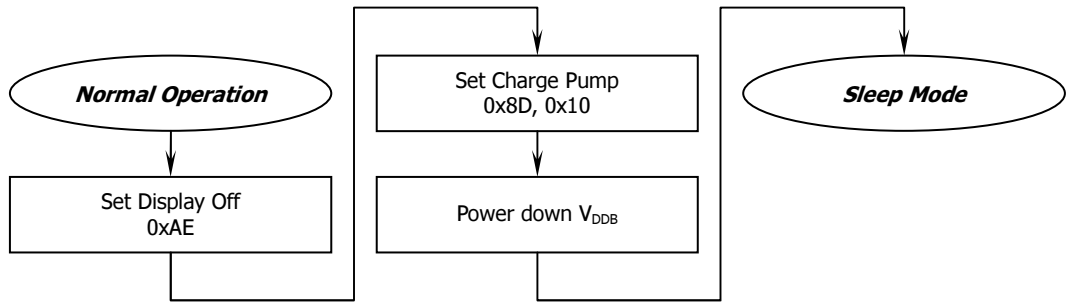 Normal Operation
Set Display Off
0xAE
Set Charge Pump
0x8D, 0x10
Power down VDDB
Sleep Mode